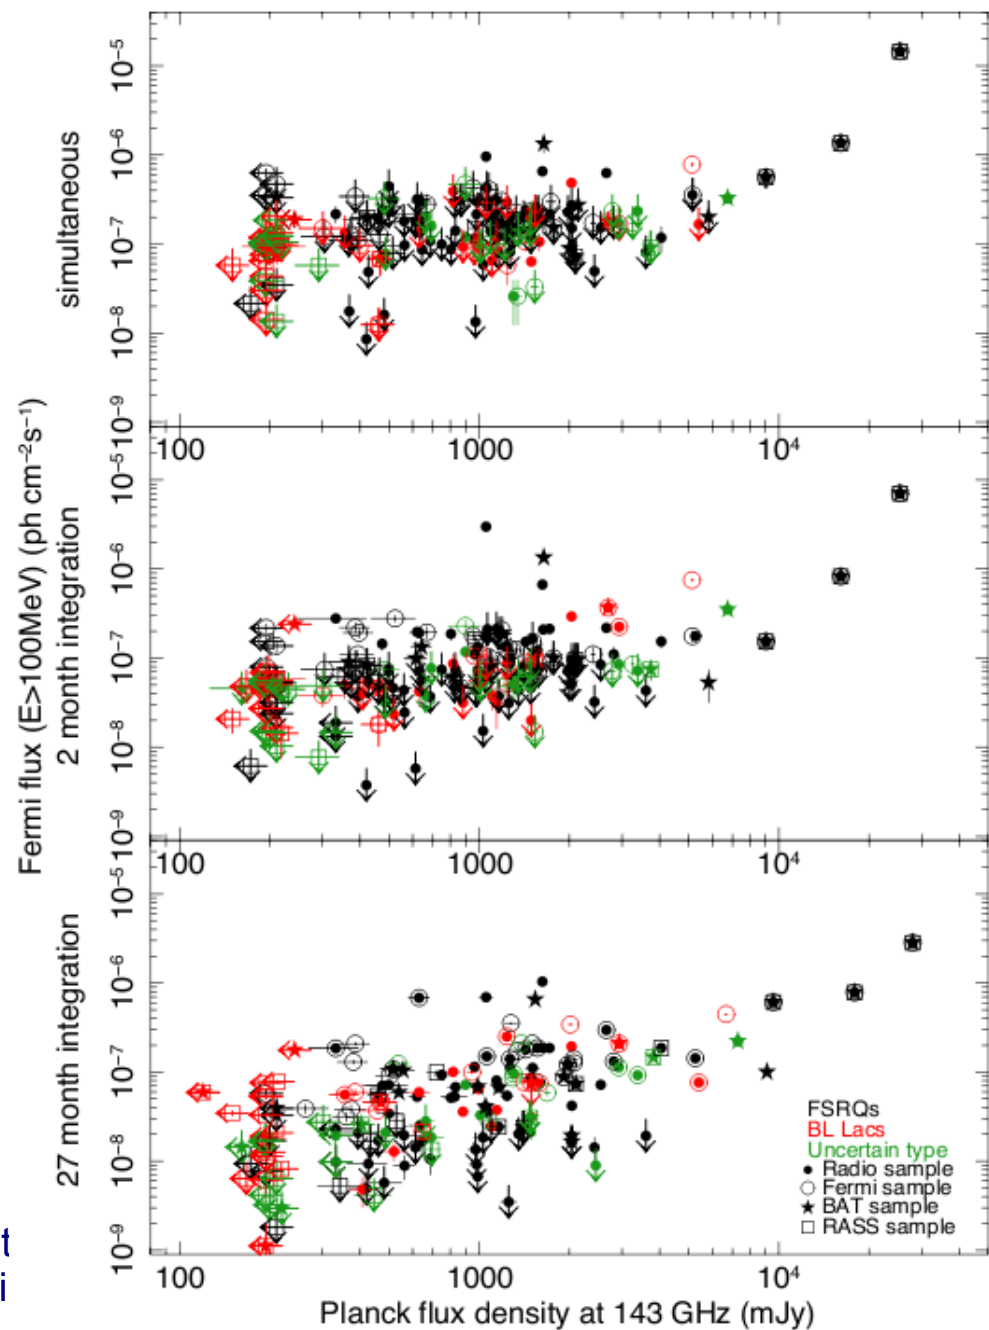 simultaneous
10⁻⁵
10⁻⁶
10⁻⁷
10⁻⁸
10⁻⁹
100
1000
10⁴
Fermi flux (E>100MeV) (ph cm⁻²s⁻¹)
2 month integration
10⁻⁵
10⁻⁶
10⁻⁷
10⁻⁸
10⁻⁹
100
1000
10⁴
27 month integration
10⁻⁵
10⁻⁶
10⁻⁷
10⁻⁸
10⁻⁹
FSRQs
BL Lacs
Uncertain type
Radio sample
Fermi sample
BAT sample
RASS sample
t
i
100
1000
10⁴
Planck flux density at 143 GHz (mJy)